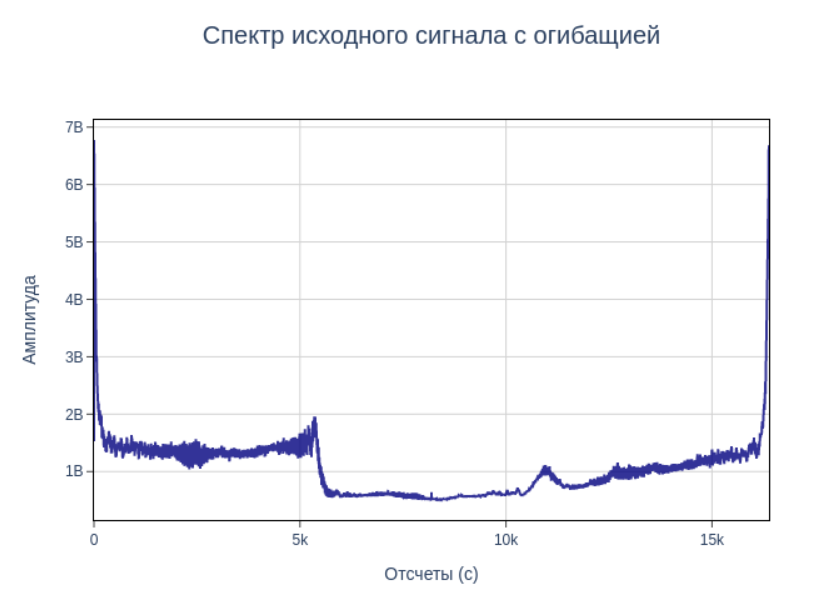 Спектр исходного сигнала с огибащией
7B
6B
5B
4B
3B
2B
1B
Амплитуда
0 5k 10k 15k
Отсчеты (с)